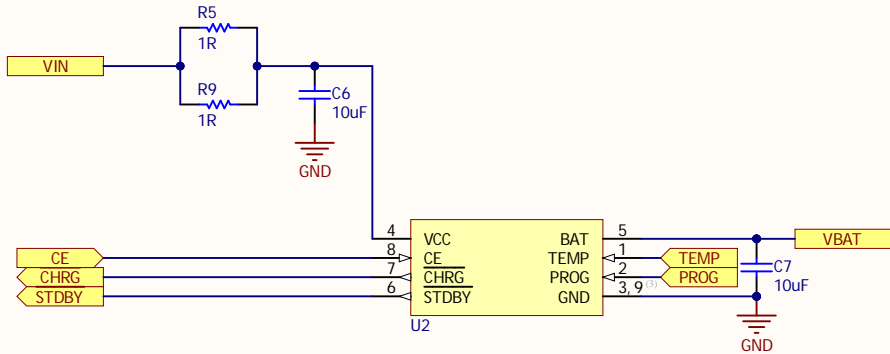 R5
1R
VIN
R9
1R
C6
10uF
GND
4 VCC BAT 5 VBAT
CE 8 CE TEMP 1 TEMP
CHRG 7 CHRG PROG 2 PROG
STDBY 6 STDBY GND 3, 9 (3)
C7
10uF
U2
GND